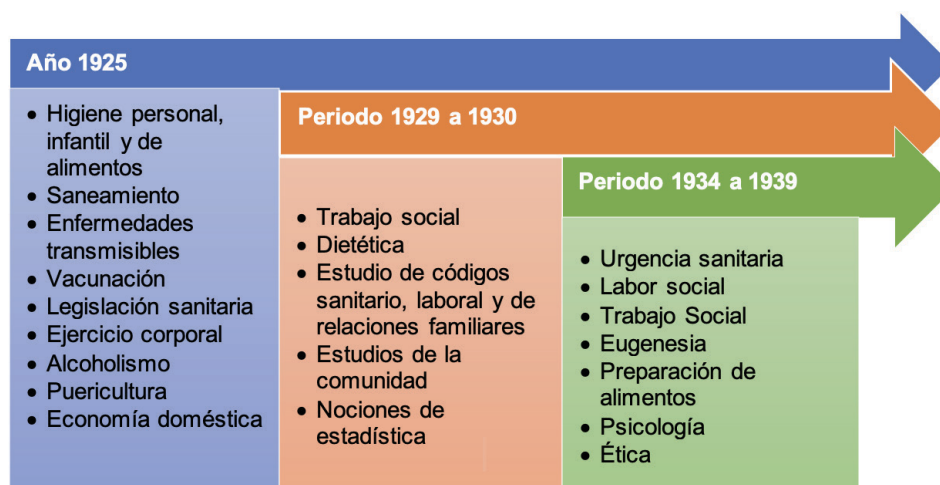 Año 1925
• Higiene personal,
infantil y de
alimentos
• Saneamiento
• Enfermedades
transmisibles
• Vacunación
• Legislación sanitaria
• Ejercicio corporal
• Alcoholismo
• Puericultura
• Economía doméstica
Periodo 1929 a 1930
• Trabajo social
• Dietética
• Estudio de códigos
sanitario, laboral y de
relaciones familiares
• Estudios de la
comunidad
• Nociones de
estadística
Periodo 1934 a 1939
• Urgencia sanitaria
• Labor social
• Trabajo Social
• Eugenesia
• Preparación de
alimentos
• Psicología
• Ética